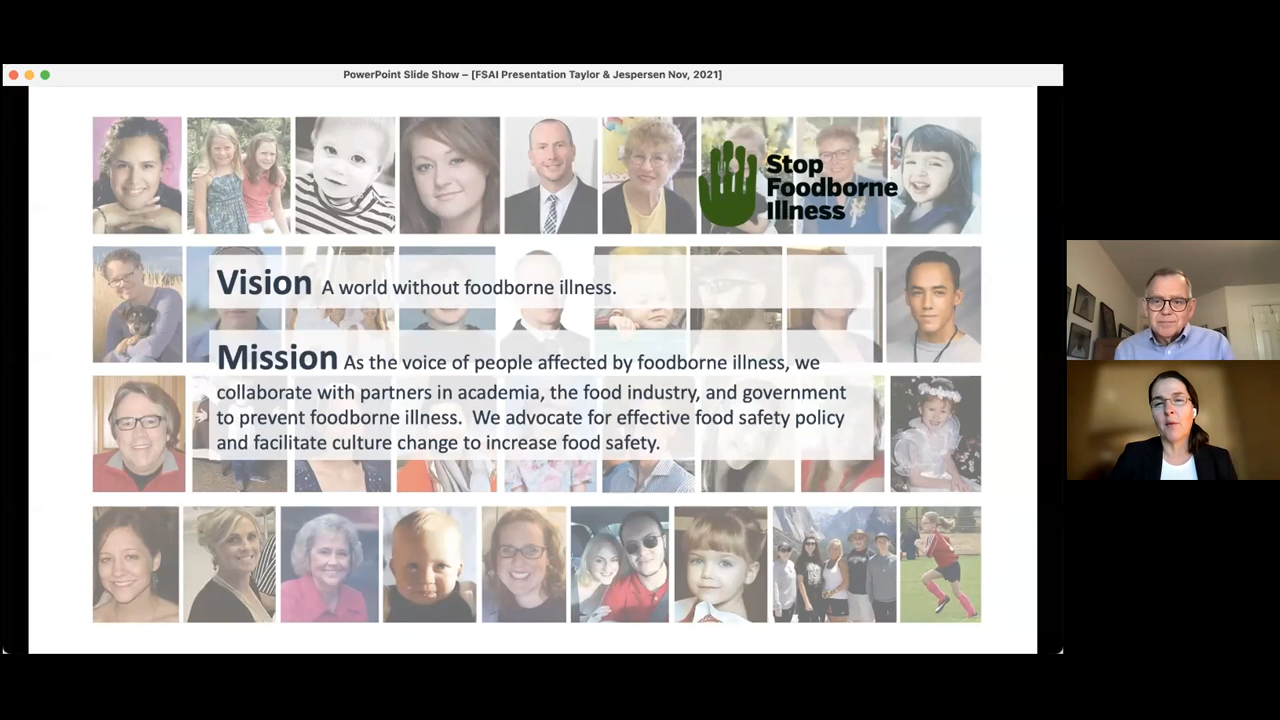 PowerPoint Slide Show – [FSAI Presentation Taylor & Jespersen Nov, 2021]
Stop
Foodborne
Illness
Vision A world without foodborne illness.
Mission As the voice of people affected by foodborne illness, we
collaborate with partners in academia, the food industry, and government
to prevent foodborne illness. We advocate for effective food safety policy
and facilitate culture change to increase food safety.